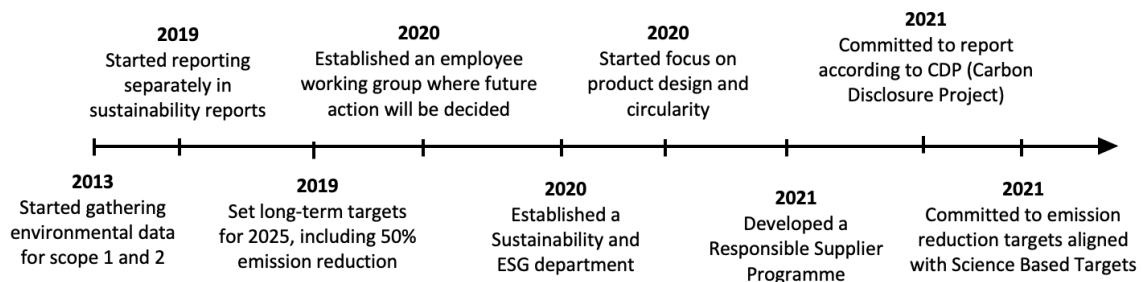 2019
Started reporting
separately in
sustainability reports
2020
Established an employee
working group where future
action will be decided
2020
Started focus on
product design and
circularity
2021
Committed to report
according to CDP (Carbon
Disclosure Project)
2013
Started gathering
environmental data
for scope 1 and 2
2019
Set long-term targets
for 2025, including 50%
emission reduction
2020
Established a
Sustainability and
ESG department
2021
Developed a
Responsible Supplier
Programme
2021
Committed to emission
reduction targets aligned
with Science Based Targets